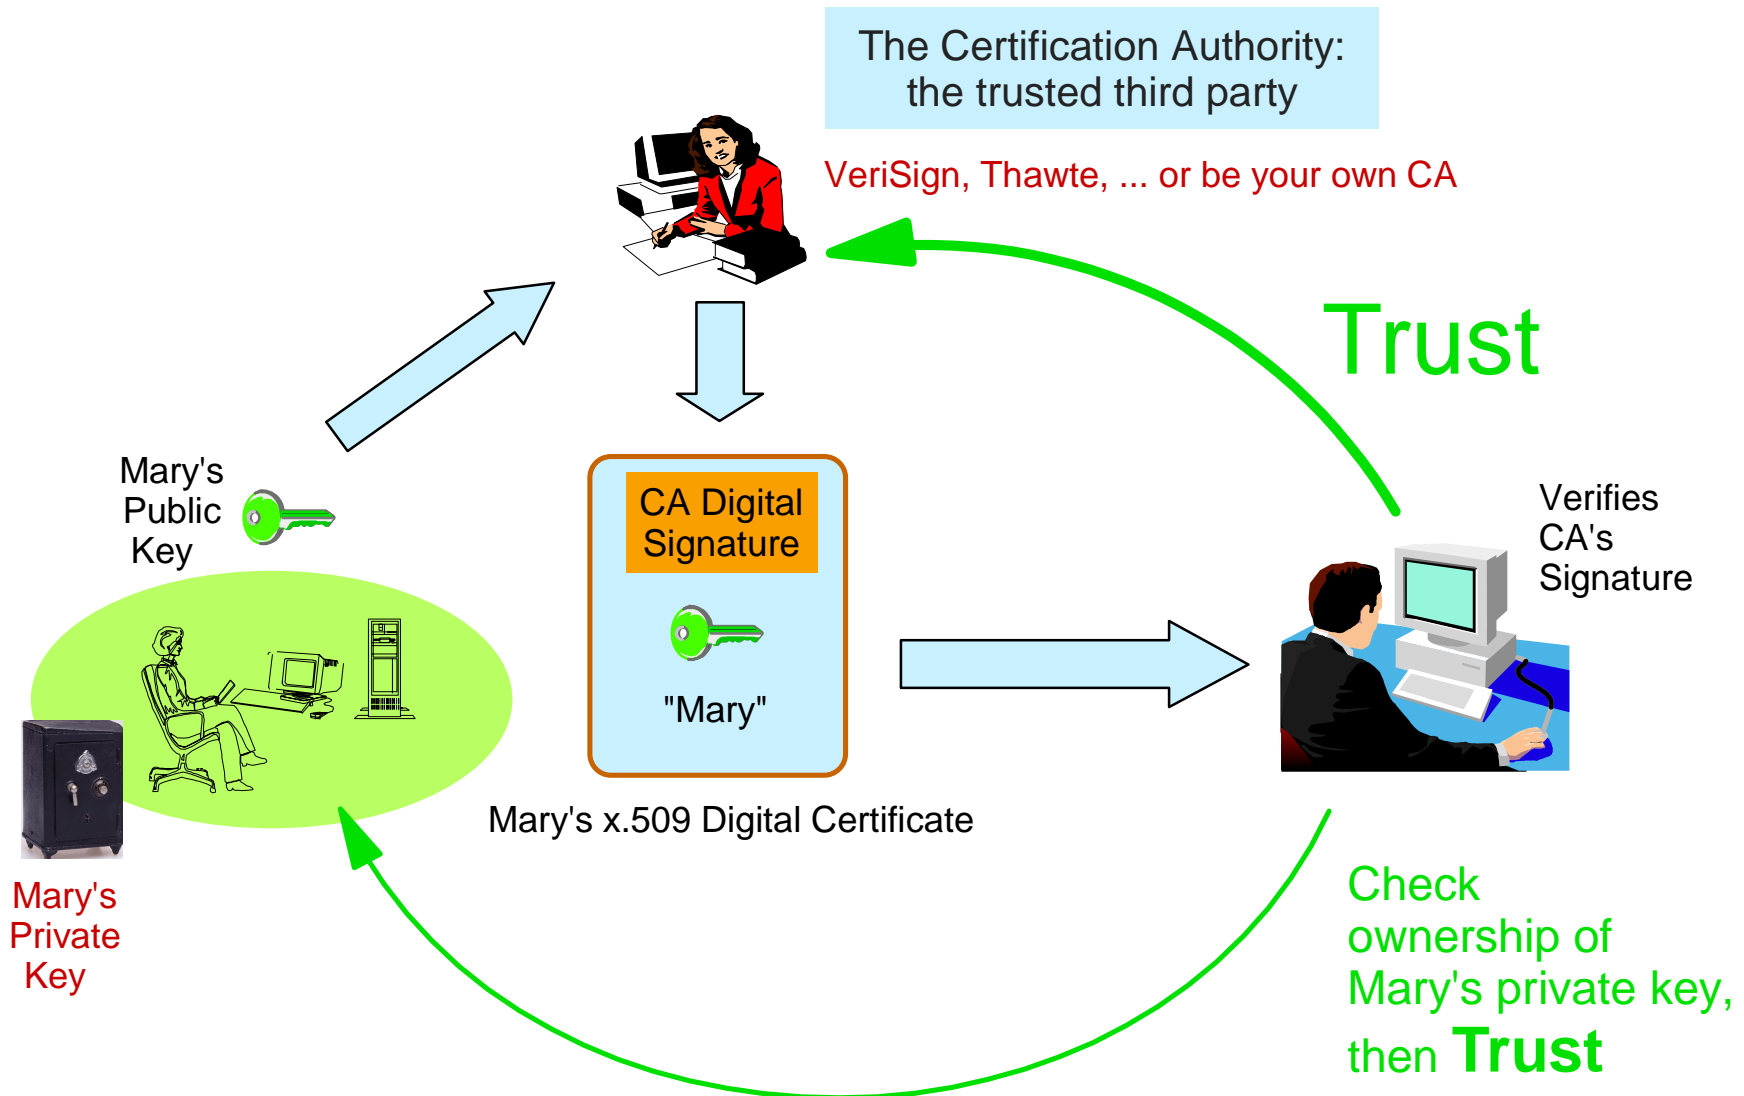 The Certification Authority:
the trusted third party
VeriSign, Thawte, ... or be your own CA
Trust
Mary's
Public
Key
CA Digital
Signature
"Mary"
Mary's x.509 Digital Certificate
Verifies
CA's
Signature
Mary's
Private
Key
Check
ownership of
Mary's private key,
then Trust